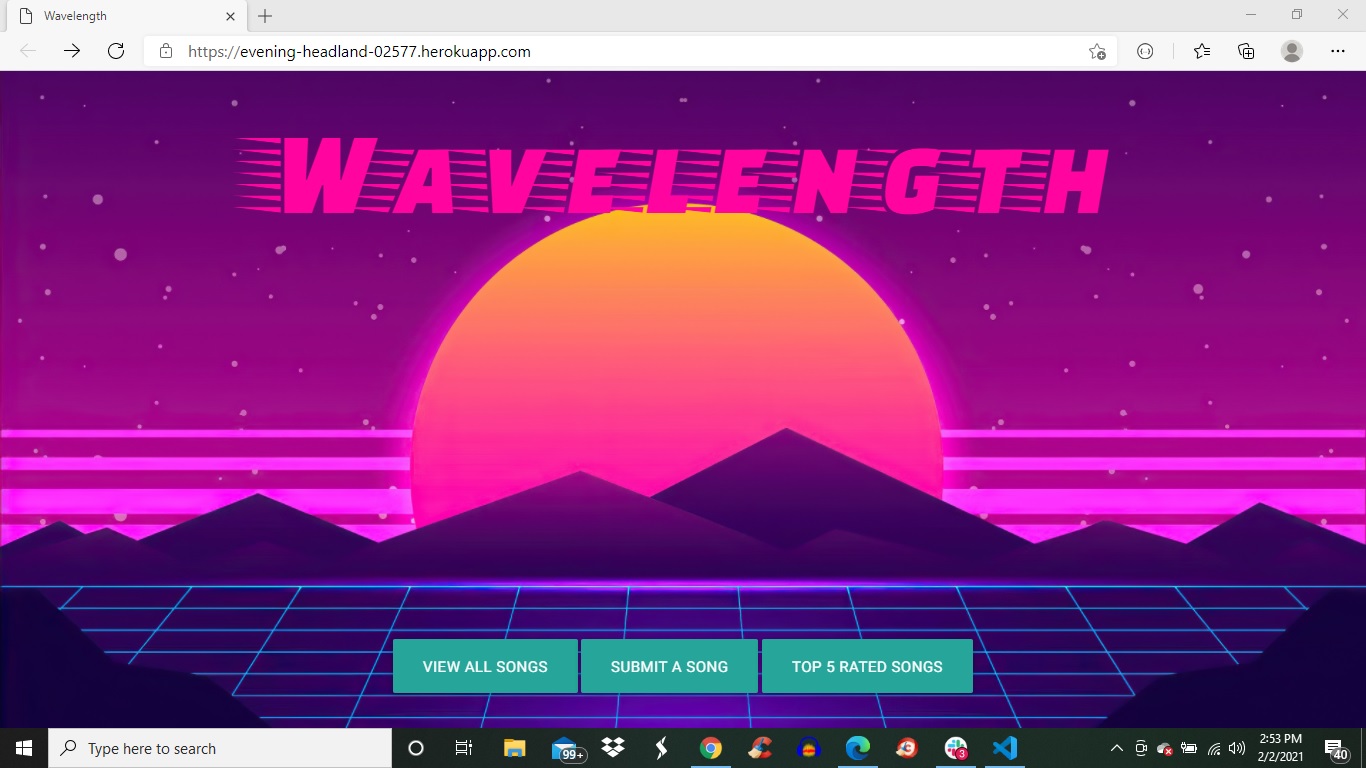 Wavelength
https://evening-headland-02577.herokuapp.com
WAVELENGTH
VIEW ALL SONGS
SUBMIT A SONG
TOP 5 RATED SONGS
Type here to search
99+
3
2:53 PM
2/2/2021
40